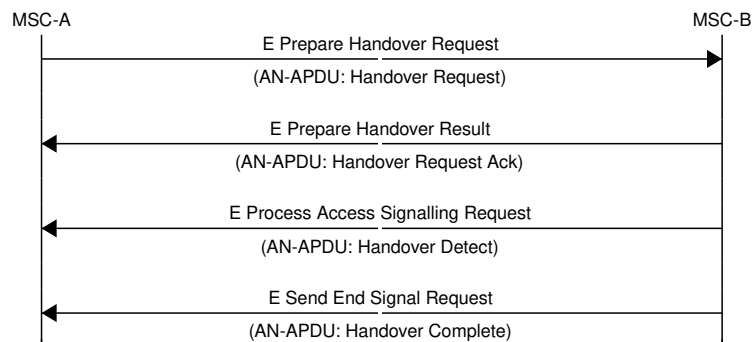 MSC-A MSC-B
E Prepare Handover Request
(AN-APDU: Handover Request)
E Prepare Handover Result
(AN-APDU: Handover Request Ack)
E Process Access Signalling Request
(AN-APDU: Handover Detect)
E Send End Signal Request
(AN-APDU: Handover Complete)